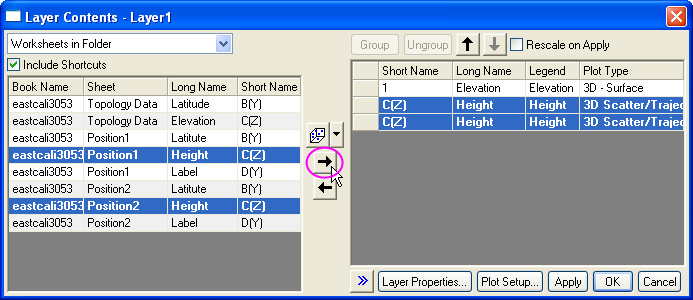 Layer Contents - Layer1
Worksheets in Folder
Include Shortcuts
Group Ungroup Rescale on Apply
Book Name Sheet Long Name Short Name
eastcali3053 Topology Data Latitude B(Y)
eastcali3053 Topology Data Elevation C(Z)
eastcali3053 Position1 Latitute B(Y)
eastcali3053 Position1 Height C(Z)
eastcali3053 Position1 Label D(Y)
eastcali3053 Position2 Latitute B(Y)
eastcali3053 Position2 Height C(Z)
eastcali3053 Position2 Label D(Y)
Short Name Long Name Legend Plot Type
1 Elevation Elevation 3D - Surface
C(Z) Height Height 3D Scatter/Trajec
C(Z) Height Height 3D Scatter/Trajec
Layer Properties... Plot Setup... Apply OK Cancel